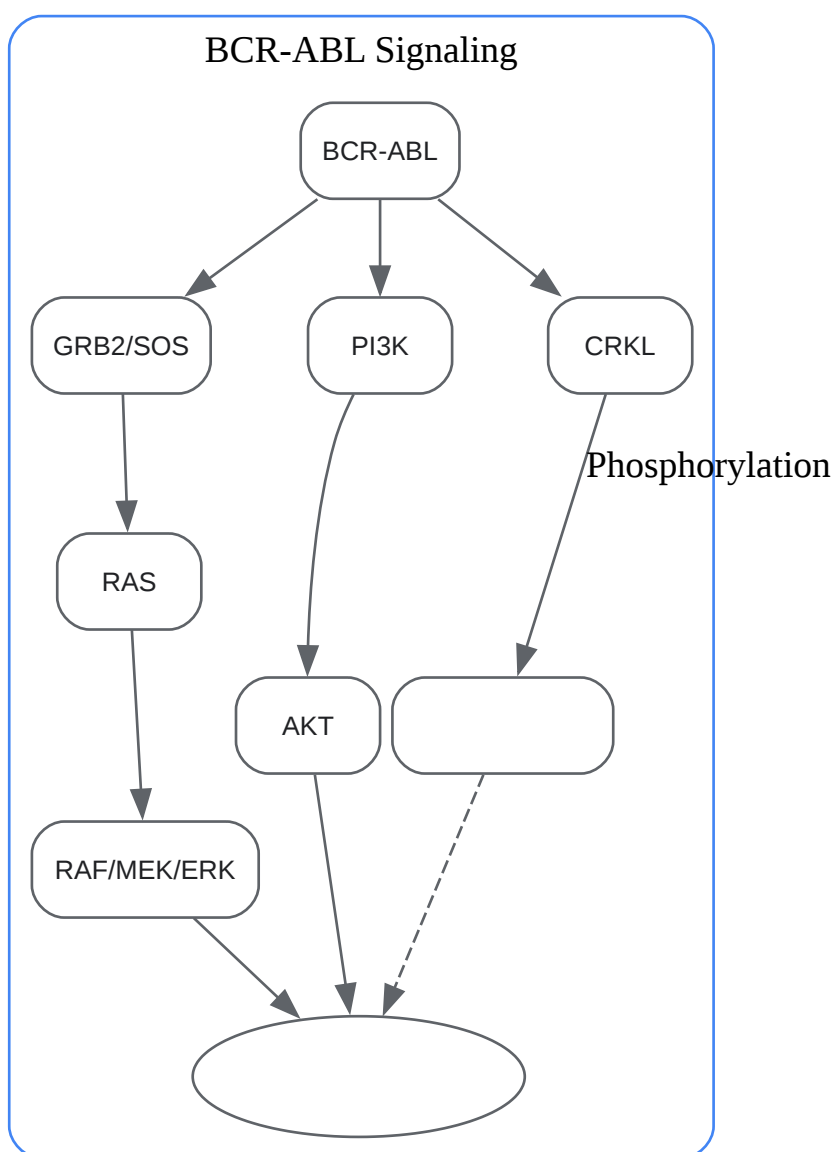 BCR-ABL Signaling
BCR-ABL
GRB2/SOS
PI3K
CRKL
Phosphorylation
RAS
AKT
RAF/MEK/ERK